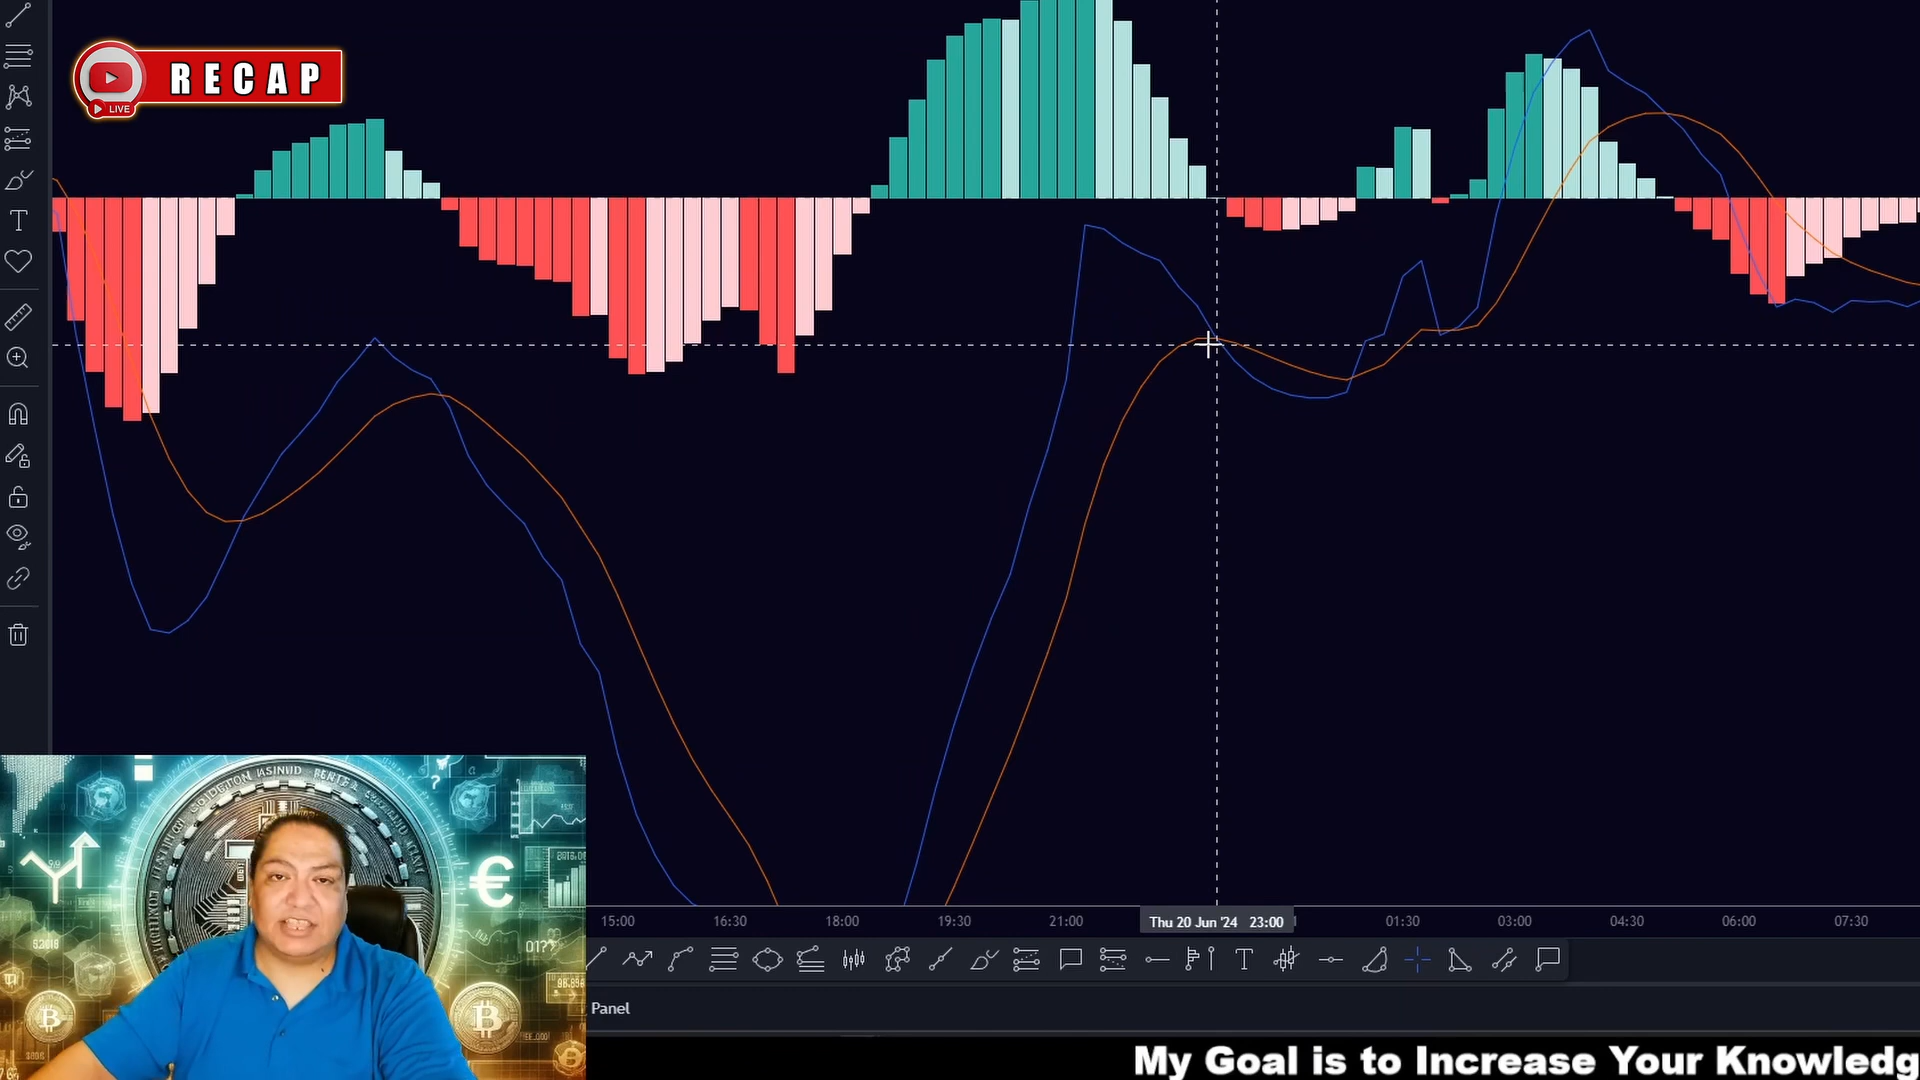 RECAP
LIVE
15:00 16:30 18:00 19:30 21:00 Thu 20 Jun '24 23:00 01:30 03:00 04:30 06:00 07:30
Panel
My Goal is to Increase Your Knowledg